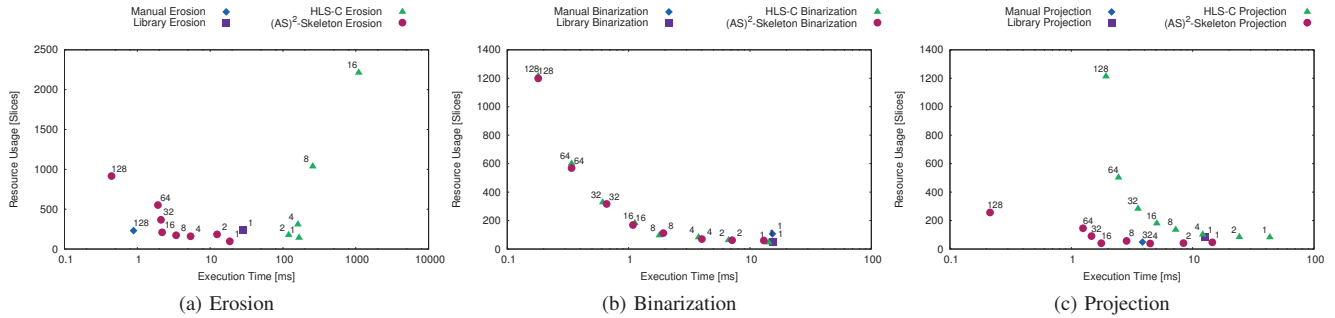 Manual Erosion
Library Erosion
HLS-C Erosion
(AS)²-Skeleton Erosion
Resource Usage [Slices]
2500
2000
1500
1000
500
0
16
8
128
64
32
128
16
8
4
2
1
1
4
2
1
0.1 1 10 100 1000 10000
Execution Time [ms]
(a) Erosion
Manual Binarization
Library Binarization
HLS-C Binarization
(AS)²-Skeleton Binarization
Resource Usage [Slices]
1400
1200
1000
800
600
400
200
0
128 128
64 64
32 32
16 16
8 8
4 4
2 2
1 1
1
1
0.1 1 10 100
Execution Time [ms]
(b) Binarization
Manual Projection
Library Projection
HLS-C Projection
(AS)²-Skeleton Projection
Resource Usage [Slices]
1400
1200
1000
800
600
400
200
0
128
64
32
16
8
4
2
1
128
64
32
16
8
32
4
2
1
1
0.1 1 10 100
Execution Time [ms]
(c) Projection